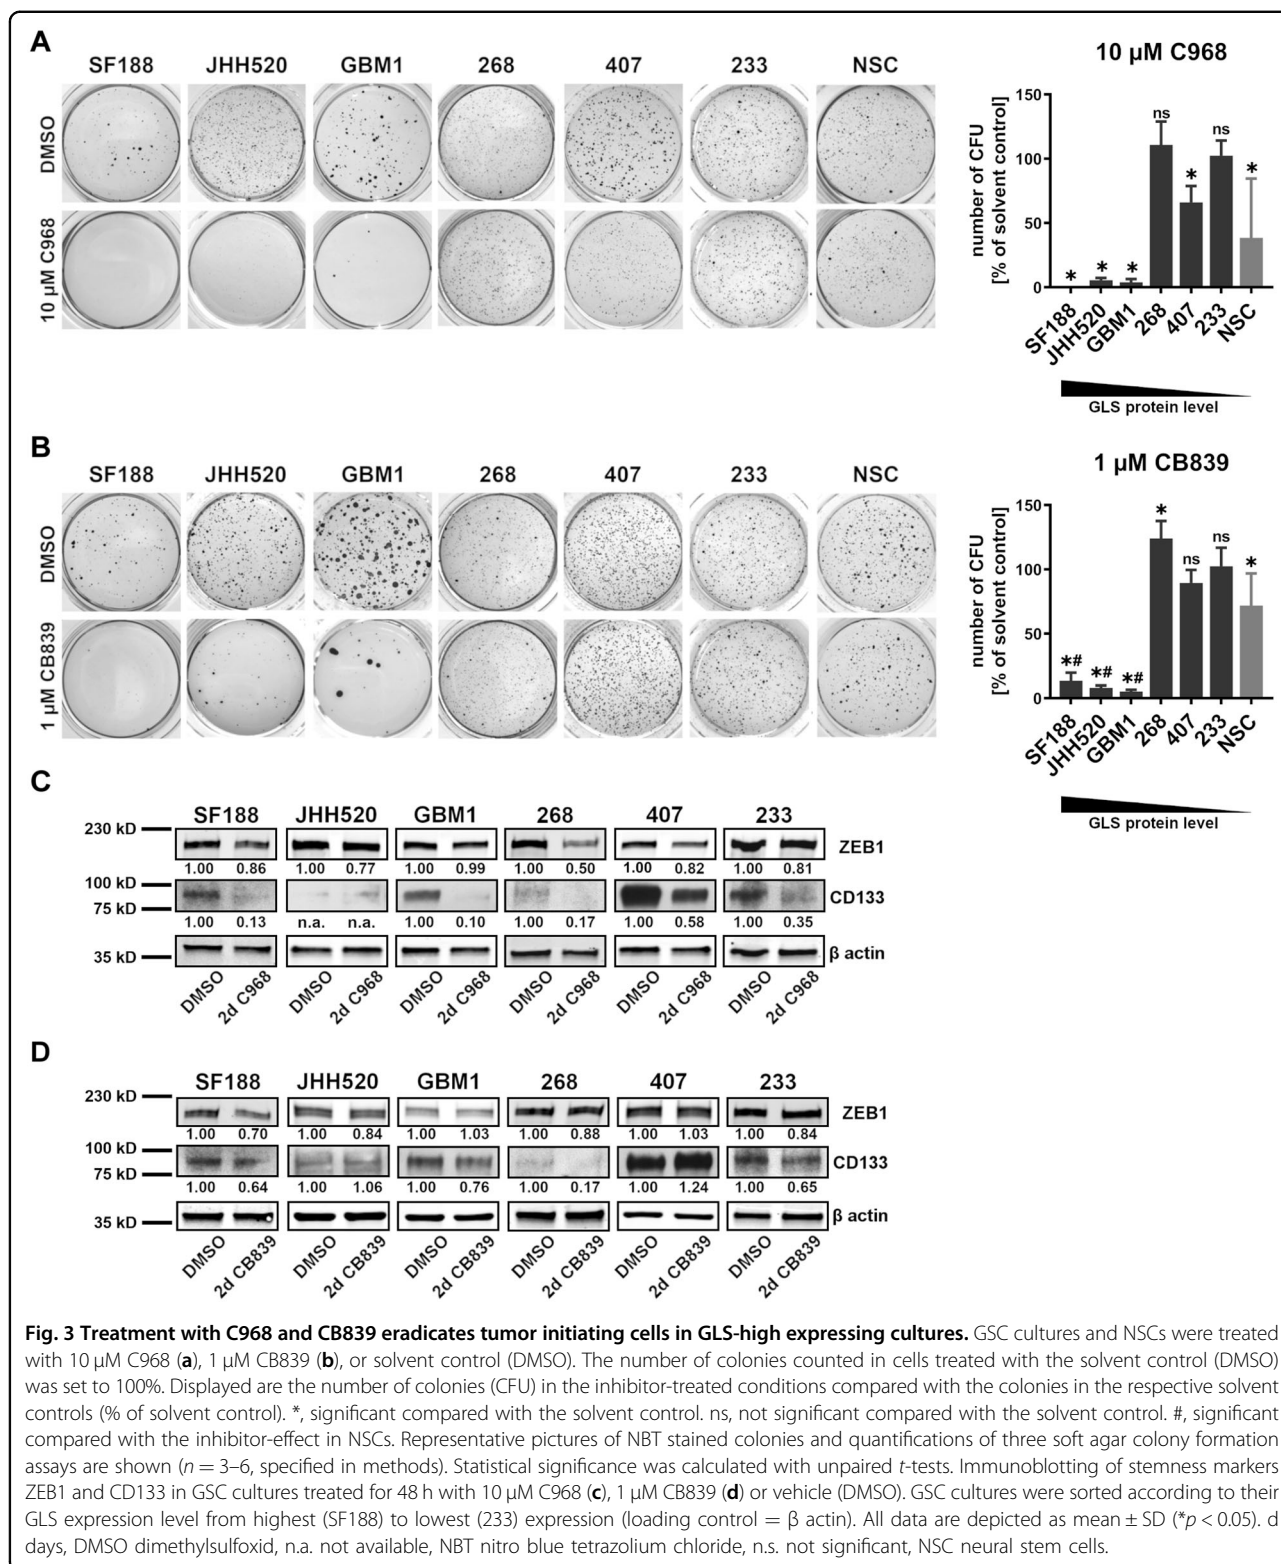 A
SF188 JHH520 GBM1 268 407 233 NSC
DMSO
10 µM C968
10 µM C968
number of CFU
[% of solvent control]
150
100
50
0
* * * ns * ns *
SF188 JHH520 GBM1 268 407 233 NSC
GLS protein level
B
SF188 JHH520 GBM1 268 407 233 NSC
DMSO
1 µM CB839
1 µM CB839
number of CFU
[% of solvent control]
150
100
50
0
*# *# *# * ns ns *
SF188 JHH520 GBM1 268 407 233 NSC
GLS protein level
C
SF188 JHH520 GBM1 268 407 233
230 kD
ZEB1
1.00 0.86 1.00 0.77 1.00 0.99 1.00 0.50 1.00 0.82 1.00 0.81
100 kD
CD133
75 kD
1.00 0.13 n.a. n.a. 1.00 0.10 1.00 0.17 1.00 0.58 1.00 0.35
35 kD
β actin
DMSO 2d C968 DMSO 2d C968 DMSO 2d C968 DMSO 2d C968 DMSO 2d C968 DMSO 2d C968
D
SF188 JHH520 GBM1 268 407 233
230 kD
ZEB1
1.00 0.70 1.00 0.84 1.00 1.03 1.00 0.88 1.00 1.03 1.00 0.84
100 kD
CD133
75 kD
1.00 0.64 1.00 1.06 1.00 0.76 1.00 0.17 1.00 1.24 1.00 0.65
35 kD
β actin
DMSO 2d CB839 DMSO 2d CB839 DMSO 2d CB839 DMSO 2d CB839 DMSO 2d CB839 DMSO 2d CB839
Fig. 3 Treatment with C968 and CB839 eradicates tumor initiating cells in GLS-high expressing cultures. GSC cultures and NSCs were treated
with 10 µM C968 (a), 1 µM CB839 (b), or solvent control (DMSO). The number of colonies counted in cells treated with the solvent control (DMSO)
was set to 100%. Displayed are the number of colonies (CFU) in the inhibitor-treated conditions compared with the colonies in the respective solvent
controls (% of solvent control). *, significant compared with the solvent control. ns, not significant compared with the solvent control. #, significant
compared with the inhibitor-effect in NSCs. Representative pictures of NBT stained colonies and quantifications of three soft agar colony formation
assays are shown (n = 3–6, specified in methods). Statistical significance was calculated with unpaired t-tests. Immunoblotting of stemness markers
ZEB1 and CD133 in GSC cultures treated for 48 h with 10 µM C968 (c), 1 µM CB839 (d) or vehicle (DMSO). GSC cultures were sorted according to their
GLS expression level from highest (SF188) to lowest (233) expression (loading control = β actin). All data are depicted as mean ± SD (*p < 0.05). d
days, DMSO dimethylsulfoxid, n.a. not available, NBT nitro blue tetrazolium chloride, n.s. not significant, NSC neural stem cells.